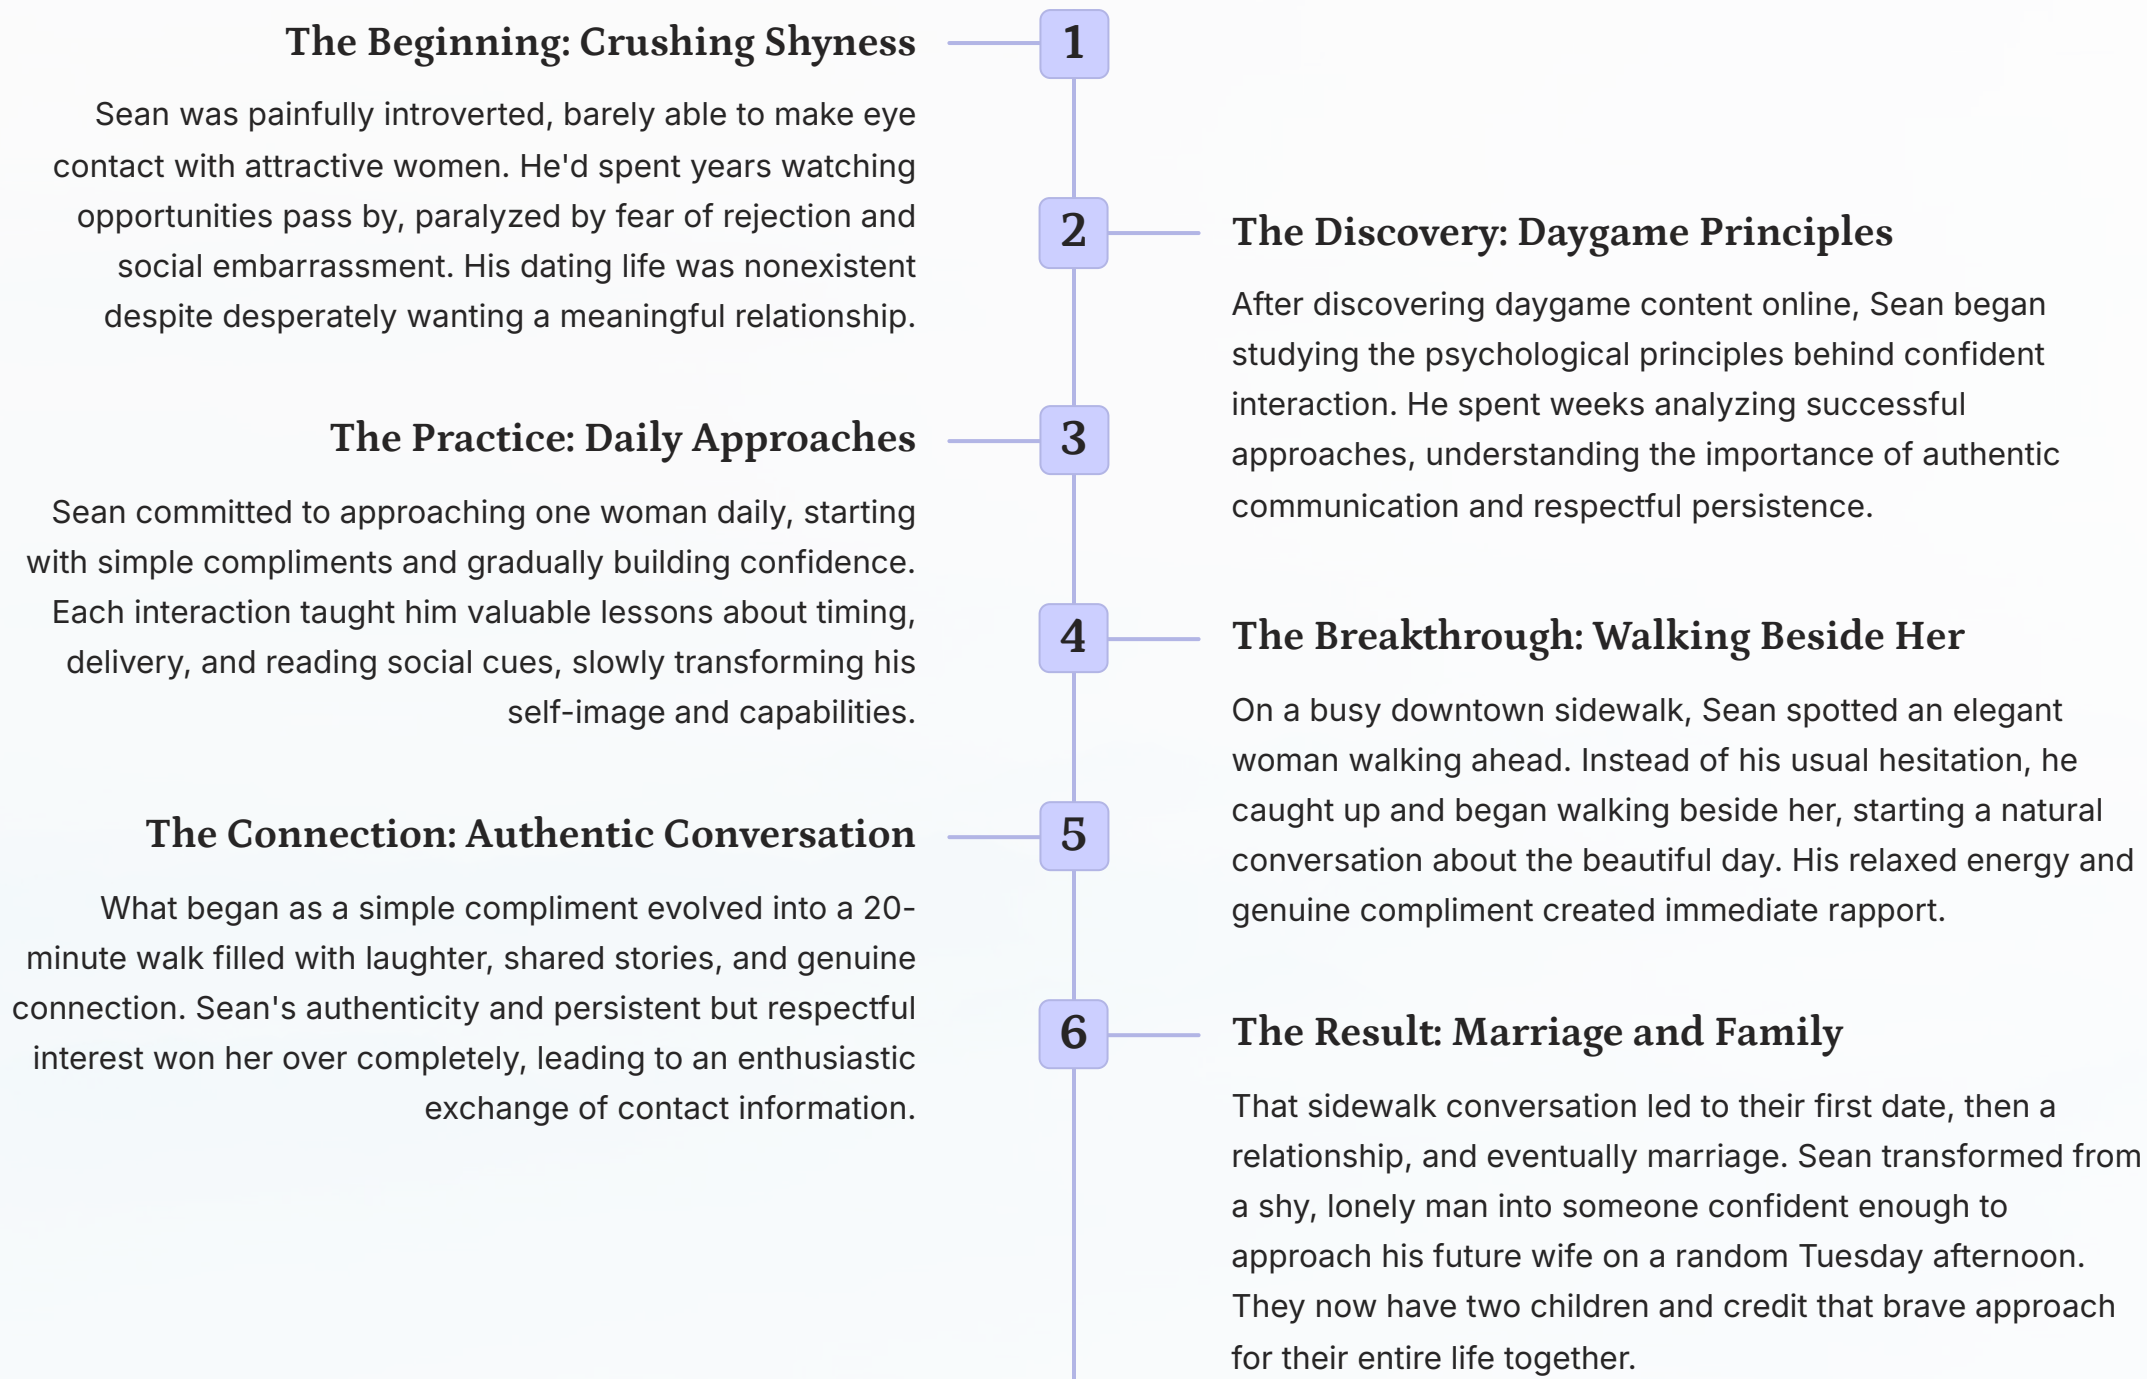 The Beginning: Crushing Shyness
1
Sean was painfully introverted, barely able to make eye
contact with attractive women. He'd spent years watching
opportunities pass by, paralyzed by fear of rejection and
social embarrassment. His dating life was nonexistent
despite desperately wanting a meaningful relationship.
2
The Discovery: Daygame Principles
After discovering daygame content online, Sean began
studying the psychological principles behind confident
interaction. He spent weeks analyzing successful
approaches, understanding the importance of authentic
communication and respectful persistence.
The Practice: Daily Approaches
3
Sean committed to approaching one woman daily, starting
with simple compliments and gradually building confidence.
Each interaction taught him valuable lessons about timing,
delivery, and reading social cues, slowly transforming his
self-image and capabilities.
4
The Breakthrough: Walking Beside Her
On a busy downtown sidewalk, Sean spotted an elegant
woman walking ahead. Instead of his usual hesitation, he
caught up and began walking beside her, starting a natural
conversation about the beautiful day. His relaxed energy and
genuine compliment created immediate rapport.
The Connection: Authentic Conversation
5
What began as a simple compliment evolved into a 20-
minute walk filled with laughter, shared stories, and genuine
connection. Sean's authenticity and persistent but respectful
interest won her over completely, leading to an enthusiastic
exchange of contact information.
6
The Result: Marriage and Family
That sidewalk conversation led to their first date, then a
relationship, and eventually marriage. Sean transformed from
a shy, lonely man into someone confident enough to
approach his future wife on a random Tuesday afternoon.
They now have two children and credit that brave approach
for their entire life together.